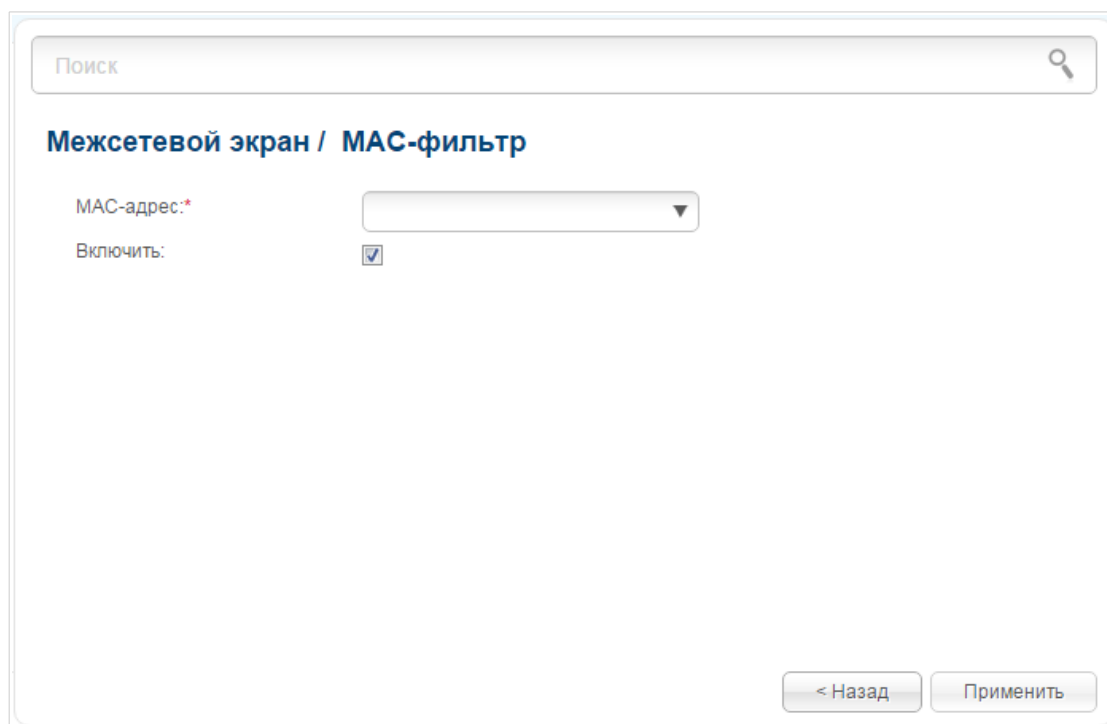 Поиск
Межсетевой экран / MAC-фильтр
MAC-адрес:*
Включить:
< Назад
Применить